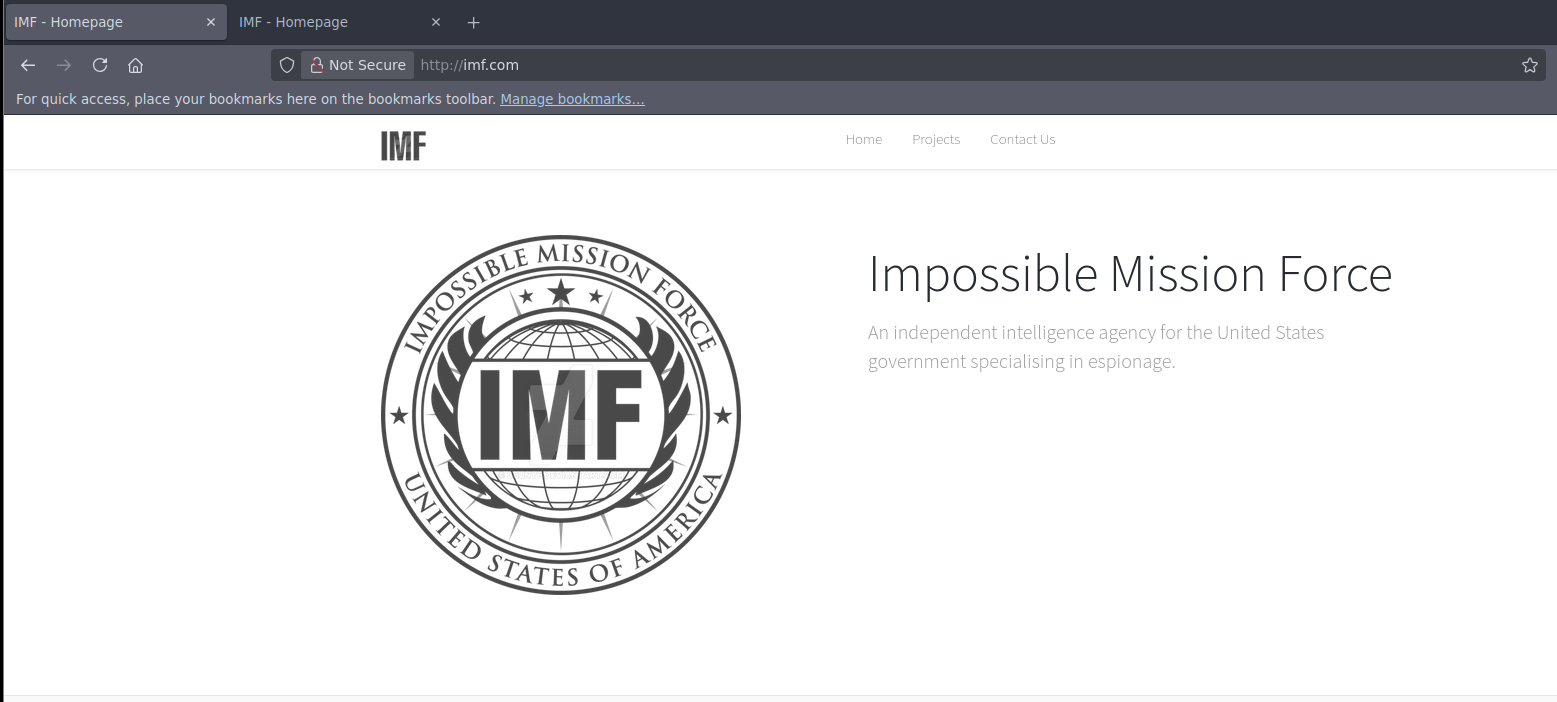 IMF - Homepage
IMF - Homepage
Not Secure
http://imf.com
For quick access, place your bookmarks here on the bookmarks toolbar. Manage bookmarks…
IMF
Home
Projects
Contact Us
IMPOSSIBLE MISSION FORCE
IMF
UNITED STATES OF AMERICA
Impossible Mission Force
An independent intelligence agency for the United States
government specialising in espionage.